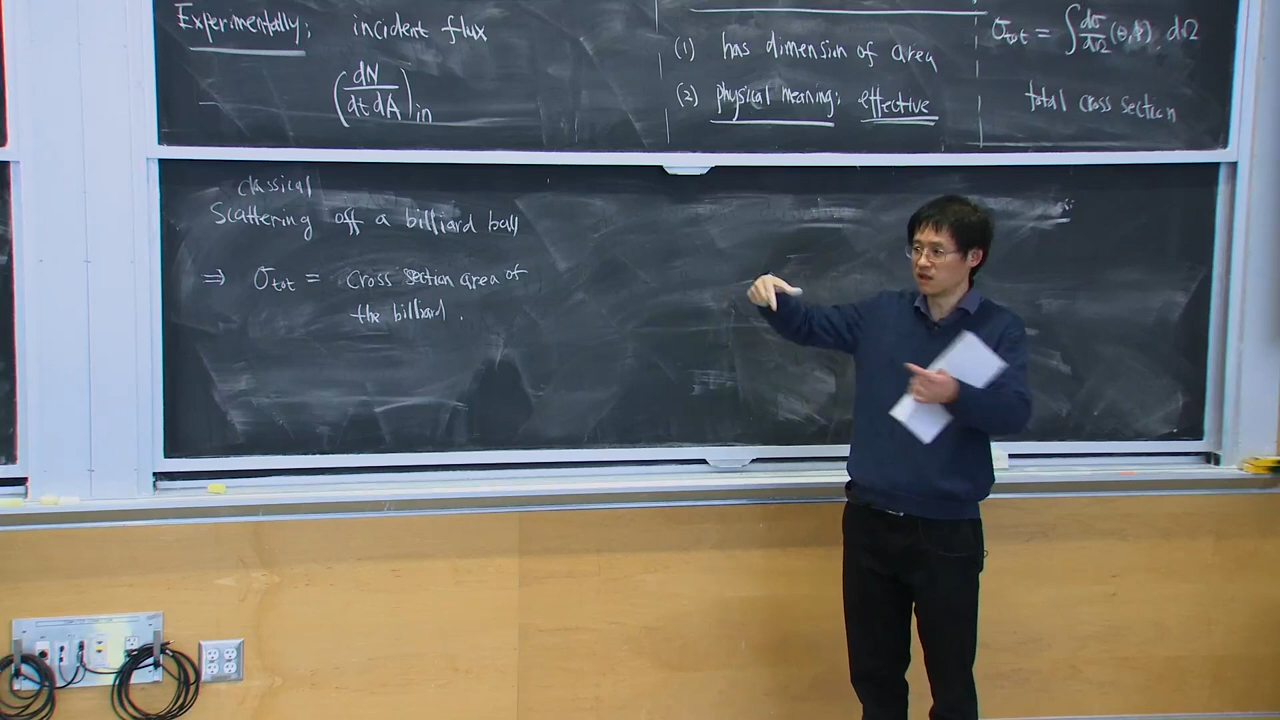 Experimentally: incident flux
(dN/dt dA)in
(1) has dimension of area
(2) physical meaning: effective
σtot = ∫ dσ/dΩ (θ,ϕ) dΩ
total cross section
classical
Scattering off a billiard ball
⇒ σtot = cross section area of
the billiard.